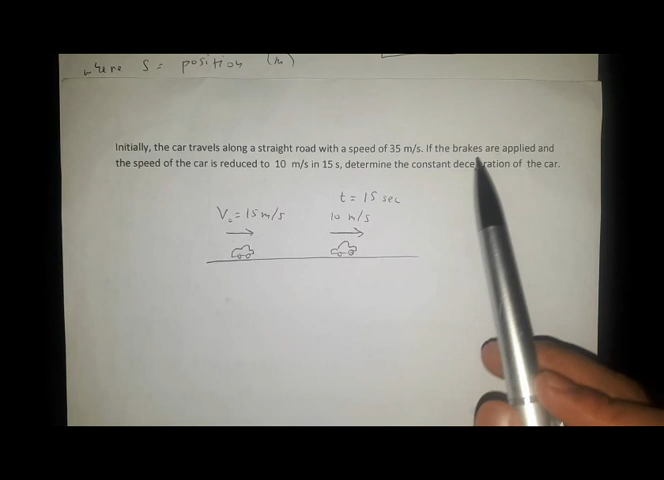 where S = position (m)
Initially, the car travels along a straight road with a speed of 35 m/s. If the brakes are applied and
the speed of the car is reduced to 10 m/s in 15 s, determine the constant deceleration of the car.
t = 15 sec
V₀ = 15 m/s 10 m/s